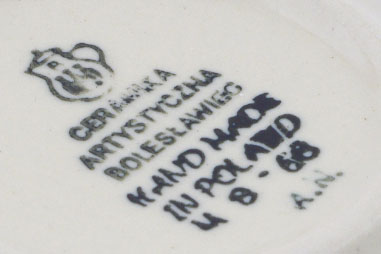 CERAMIKA
ARTYSTYCZNA
BOLESŁAWIEC
HAND MADE
IN POLAND
U 8-68
A.N.